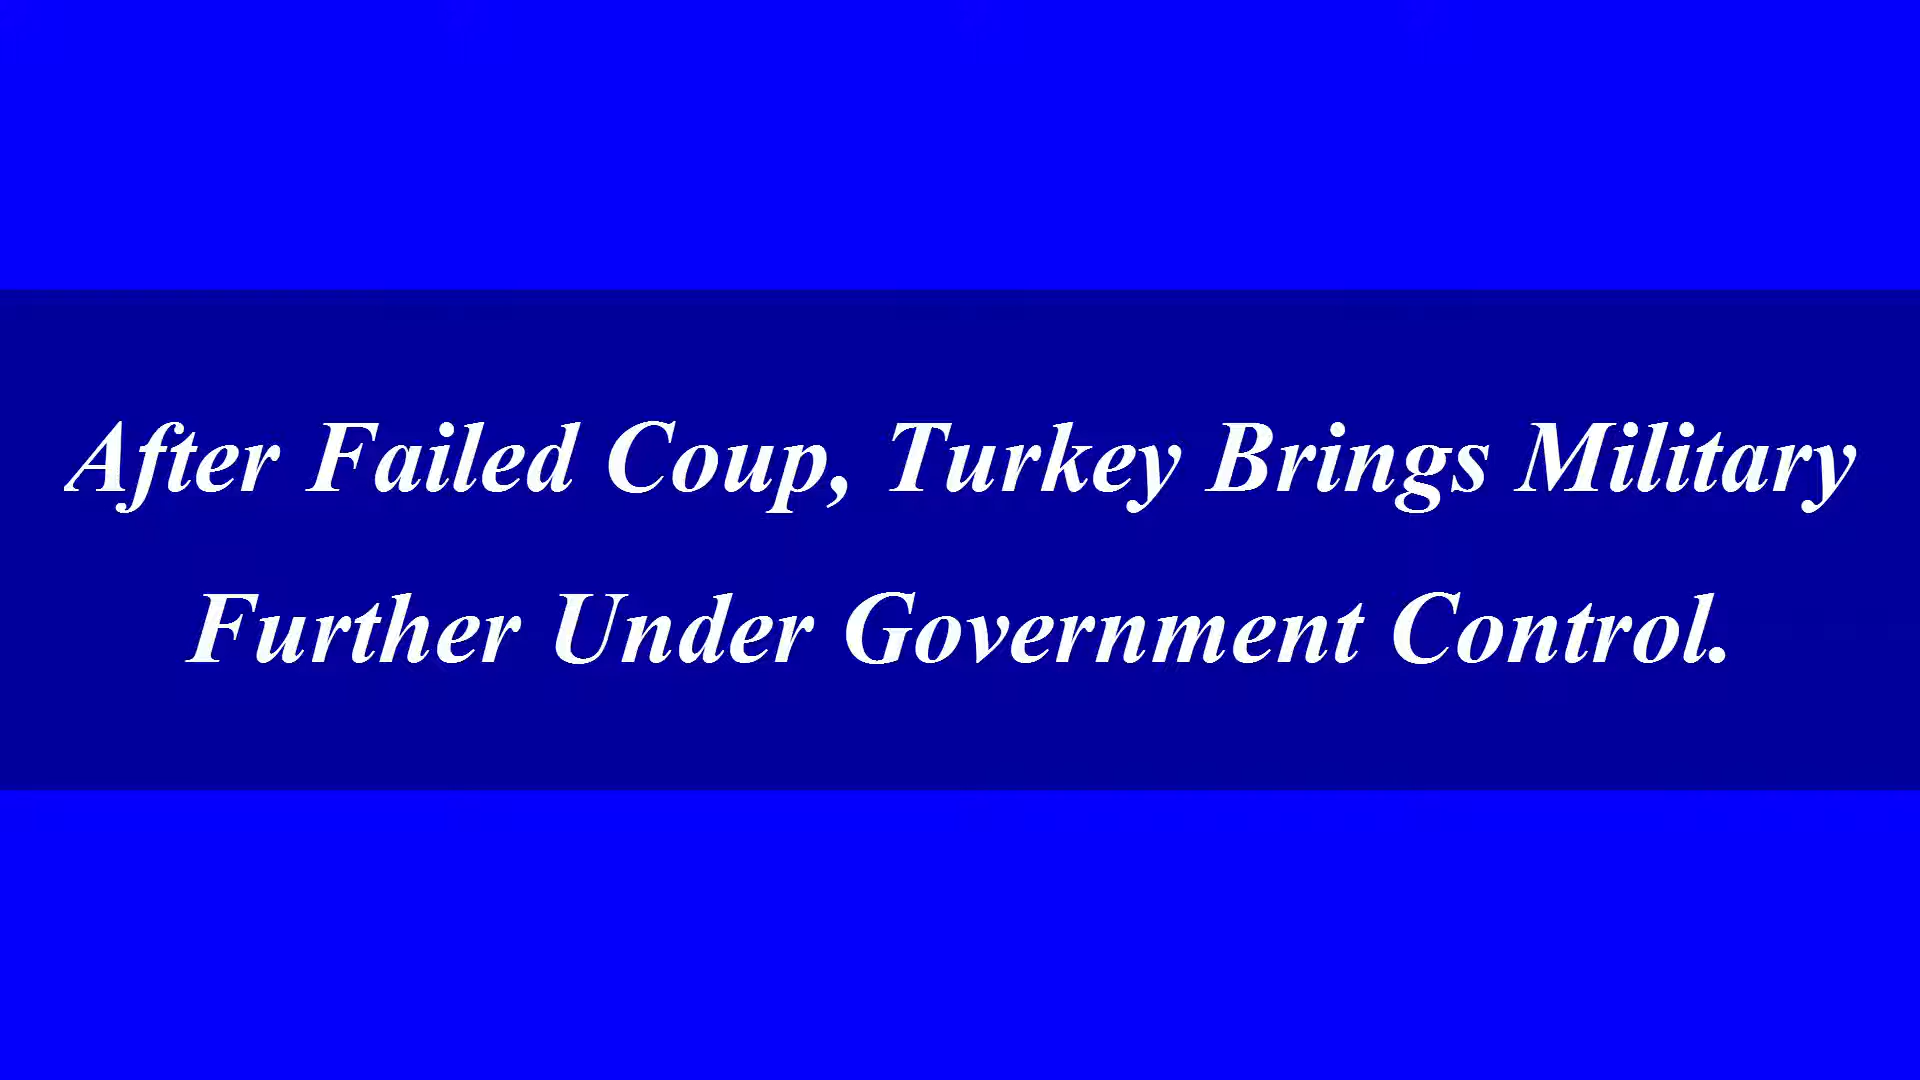 After Failed Coup, Turkey Brings Military
Further Under Government Control.